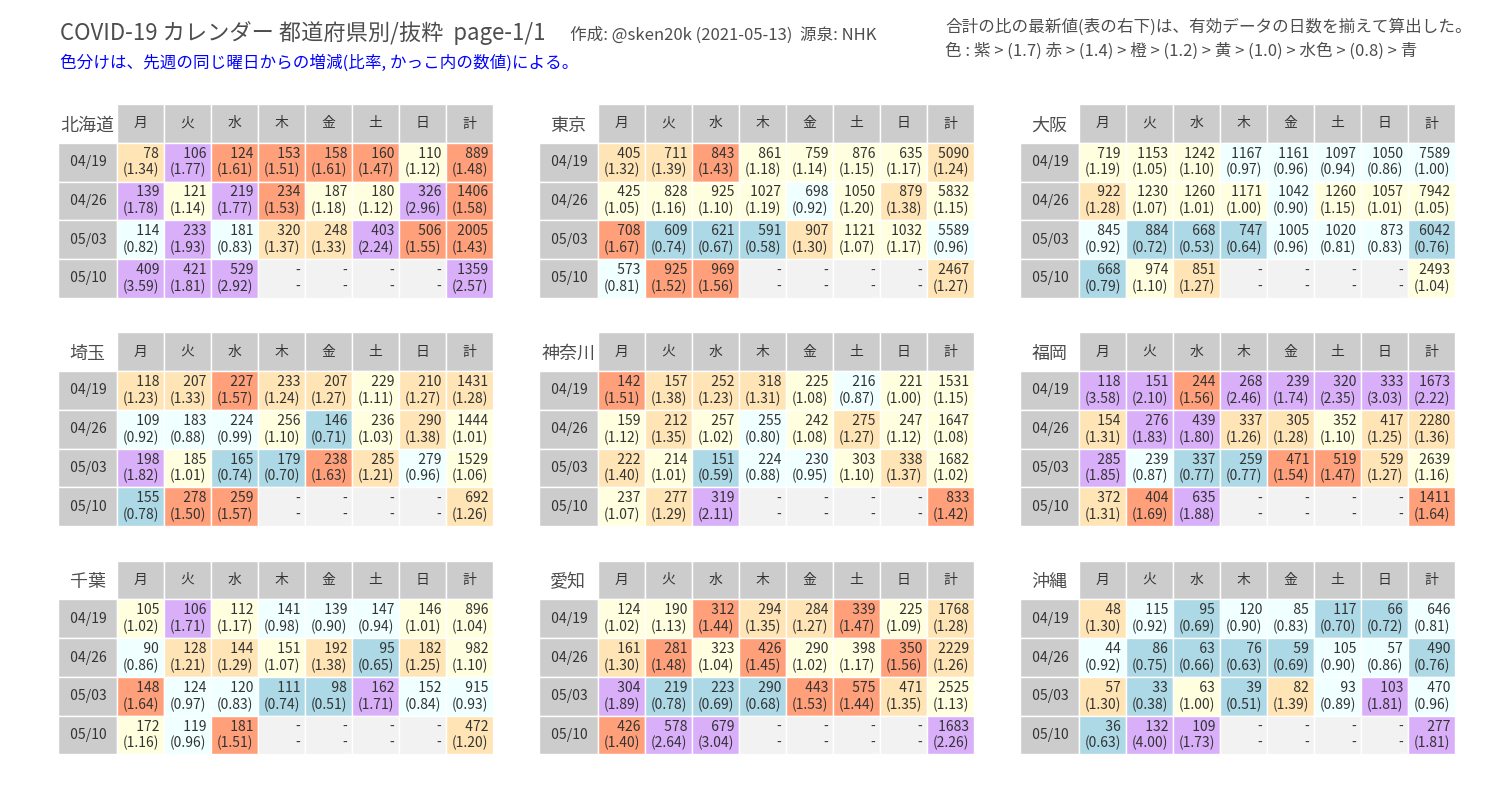 COVID-19 カレンダー 都道府県別/抜粋 page-1/1 作成: @sken20k (2021-05-13) 源泉: NHK
色分けは、先週の同じ曜日からの増減(比率, かっこ内の数値)による。
合計の比の最新値(表の右下)は、有効データの日数を揃えて算出した。
色 : 紫 > (1.7) 赤 > (1.4) > 橙 > (1.2) > 黄 > (1.0) > 水色 > (0.8) > 青
北海道 月 火 水 木 金 土 日 計
04/19 78 106 124 153 158 160 110 889
(1.34) (1.77) (1.61) (1.51) (1.61) (1.47) (1.12) (1.48)
04/26 139 121 219 234 187 180 326 1406
(1.78) (1.14) (1.77) (1.53) (1.18) (1.12) (2.96) (1.58)
05/03 114 233 181 320 248 403 506 2005
(0.82) (1.93) (0.83) (1.37) (1.33) (2.24) (1.55) (1.43)
05/10 409 421 529 - - - - 1359
(3.59) (1.81) (2.92) - - - - (2.57)
東京 月 火 水 木 金 土 日 計
04/19 405 711 843 861 759 876 635 5090
(1.32) (1.39) (1.43) (1.18) (1.14) (1.15) (1.17) (1.24)
04/26 425 828 925 1027 698 1050 879 5832
(1.05) (1.16) (1.10) (1.19) (0.92) (1.20) (1.38) (1.15)
05/03 708 609 621 591 907 1121 1032 5589
(1.67) (0.74) (0.67) (0.58) (1.30) (1.07) (1.17) (0.96)
05/10 573 925 969 - - - - 2467
(0.81) (1.52) (1.56) - - - - (1.27)
大阪 月 火 水 木 金 土 日 計
04/19 719 1153 1242 1167 1161 1097 1050 7589
(1.19) (1.05) (1.10) (0.97) (0.96) (0.94) (0.86) (1.00)
04/26 922 1230 1260 1171 1042 1260 1057 7942
(1.28) (1.07) (1.01) (1.00) (0.90) (1.15) (1.01) (1.05)
05/03 845 884 668 747 1005 1020 873 6042
(0.92) (0.72) (0.53) (0.64) (0.96) (0.81) (0.83) (0.76)
05/10 668 974 851 - - - - 2493
(0.79) (1.10) (1.27) - - - - (1.04)
埼玉 月 火 水 木 金 土 日 計
04/19 118 207 227 233 207 229 210 1431
(1.23) (1.33) (1.57) (1.24) (1.27) (1.11) (1.27) (1.28)
04/26 109 183 224 256 146 236 290 1444
(0.92) (0.88) (0.99) (1.10) (0.71) (1.03) (1.38) (1.01)
05/03 198 185 165 179 238 285 279 1529
(1.82) (1.01) (0.74) (0.70) (1.63) (1.21) (0.96) (1.06)
05/10 155 278 259 - - - - 692
(0.78) (1.50) (1.57) - - - - (1.26)
神奈川 月 火 水 木 金 土 日 計
04/19 142 157 252 318 225 216 221 1531
(1.51) (1.38) (1.23) (1.31) (1.08) (0.87) (1.00) (1.15)
04/26 159 212 257 255 242 275 247 1647
(1.12) (1.35) (1.02) (0.80) (1.08) (1.27) (1.12) (1.08)
05/03 222 214 151 224 230 303 338 1682
(1.40) (1.01) (0.59) (0.88) (0.95) (1.10) (1.37) (1.02)
05/10 237 277 319 - - - - 833
(1.07) (1.29) (2.11) - - - - (1.42)
福岡 月 火 水 木 金 土 日 計
04/19 118 151 244 268 239 320 333 1673
(3.58) (2.10) (1.56) (2.46) (1.74) (2.35) (3.03) (2.22)
04/26 154 276 439 337 305 352 417 2280
(1.31) (1.83) (1.80) (1.26) (1.28) (1.10) (1.25) (1.36)
05/03 285 239 337 259 471 519 529 2639
(1.85) (0.87) (0.77) (0.77) (1.54) (1.47) (1.27) (1.16)
05/10 372 404 635 - - - - 1411
(1.31) (1.69) (1.88) - - - - (1.64)
千葉 月 火 水 木 金 土 日 計
04/19 105 106 112 141 139 147 146 896
(1.02) (1.71) (1.17) (0.98) (0.90) (0.94) (1.01) (1.04)
04/26 90 128 144 151 192 95 182 982
(0.86) (1.21) (1.29) (1.07) (1.38) (0.65) (1.25) (1.10)
05/03 148 124 120 111 98 162 152 915
(1.64) (0.97) (0.83) (0.74) (0.51) (1.71) (0.84) (0.93)
05/10 172 119 181 - - - - 472
(1.16) (0.96) (1.51) - - - - (1.20)
愛知 月 火 水 木 金 土 日 計
04/19 124 190 312 294 284 339 225 1768
(1.02) (1.13) (1.44) (1.35) (1.27) (1.47) (1.09) (1.28)
04/26 161 281 323 426 290 398 350 2229
(1.30) (1.48) (1.04) (1.45) (1.02) (1.17) (1.56) (1.26)
05/03 304 219 223 290 443 575 471 2525
(1.89) (0.78) (0.69) (0.68) (1.53) (1.44) (1.35) (1.13)
05/10 426 578 679 - - - - 1683
(1.40) (2.64) (3.04) - - - - (2.26)
沖縄 月 火 水 木 金 土 日 計
04/19 48 115 95 120 85 117 66 646
(1.30) (0.92) (0.69) (0.90) (0.83) (0.70) (0.72) (0.81)
04/26 44 86 63 76 59 105 57 490
(0.92) (0.75) (0.66) (0.63) (0.69) (0.90) (0.86) (0.76)
05/03 57 33 63 39 82 93 103 470
(1.30) (0.38) (1.00) (0.51) (1.39) (0.89) (1.81) (0.96)
05/10 36 132 109 - - - - 277
(0.63) (4.00) (1.73) - - - - (1.81)